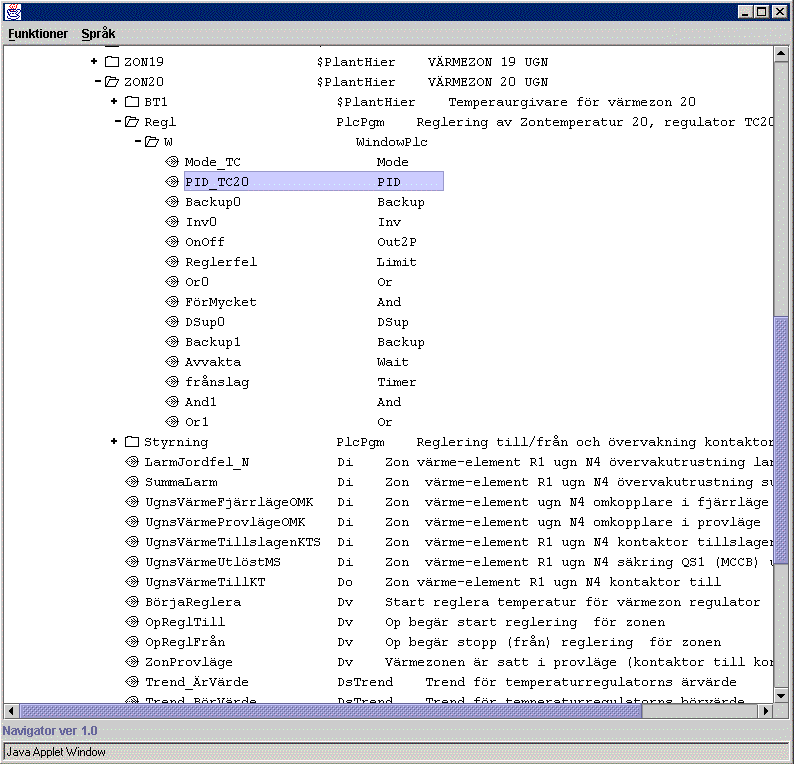 Funktioner Språk
ZON19 $PlantHier VÄRMEZON 19 UGN
ZON20 $PlantHier VÄRMEZON 20 UGN
BT1 $PlantHier Temperaurgivare för värmezon 20
Regl PlcPgm Reglering av Zontemperatur 20, regulator TC20
W WindowPlc
Mode_TC Mode
PID_TC20 PID
Backup0 Backup
Inv0 Inv
OnOff Out2P
Reglerfel Limit
Or0 Or
FörMycket And
DSup0 DSup
Backup1 Backup
Avvakta Wait
frånslag Timer
And1 And
Or1 Or
Styrning PlcPgm Reglering till/från och övervakning kontaktor
LarmJordfel_N Di Zon värme-element R1 ugn N4 övervakutrustning lar
SummaLarm Di Zon värme-element R1 ugn N4 övervakutrustning su
UgnsVärmeFjärrlägeOMK Di Zon värme-element ugn N4 omkopplare i fjärrläge
UgnsVärmeProvlägeOMK Di Zon värme-element ugn N4 omkopplare i provläge
UgnsVärmeTillslagenKTS Di Zon värme-element R1 ugn N4 kontaktor tillslagen
UgnsVärmeUtlöstMS Di Zon värme-element R1 ugn N4 säkring QS1 (MCCB) u
UgnsVärmeTillKT Do Zon värme-element R1 ugn N4 kontaktor till
BörjaReglera Dv Start reglera temperatur för värmezon regulator
OpReglTill Dv Op begär start reglering för zonen
OpReglFrån Dv Op begär stopp (från) reglering för zonen
ZonProvläge Dv Värmezonen är satt i provläge (kontaktor till kor
Trend_ÄrVärde DsTrend Trend för temperaturregulatorns ärvärde
Trend_BörVärde DsTrend Trend för temperaturregulatorns börvärde
Navigator ver 1.0
Java Applet Window